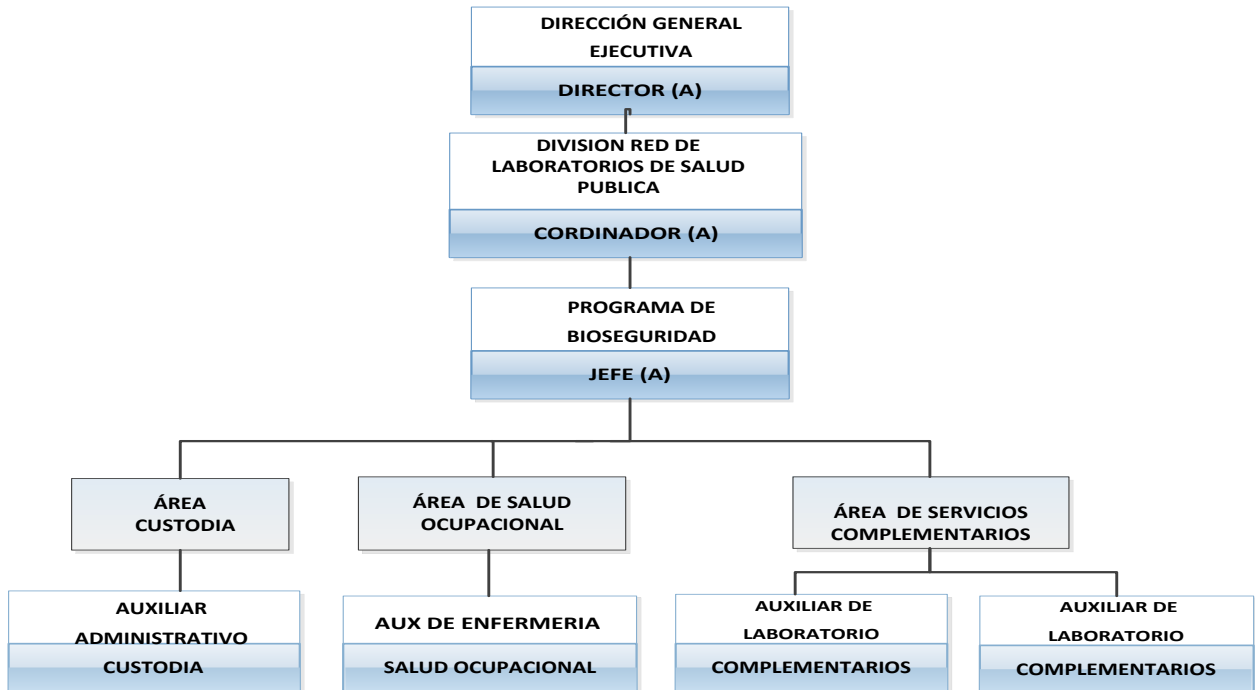 DIRECCIÓN GENERAL
EJECUTIVA
DIRECTOR (A)
DIVISION RED DE
LABORATORIOS DE SALUD
PUBLICA
CORDINADOR (A)
PROGRAMA DE
BIOSEGURIDAD
JEFE (A)
ÁREA
CUSTODIA
ÁREA DE SALUD
OCUPACIONAL
ÁREA DE SERVICIOS
COMPLEMENTARIOS
AUXILIAR
ADMINISTRATIVO
CUSTODIA
AUX DE ENFERMERIA
SALUD OCUPACIONAL
AUXILIAR DE
LABORATORIO
COMPLEMENTARIOS
AUXILIAR DE
LABORATORIO
COMPLEMENTARIOS